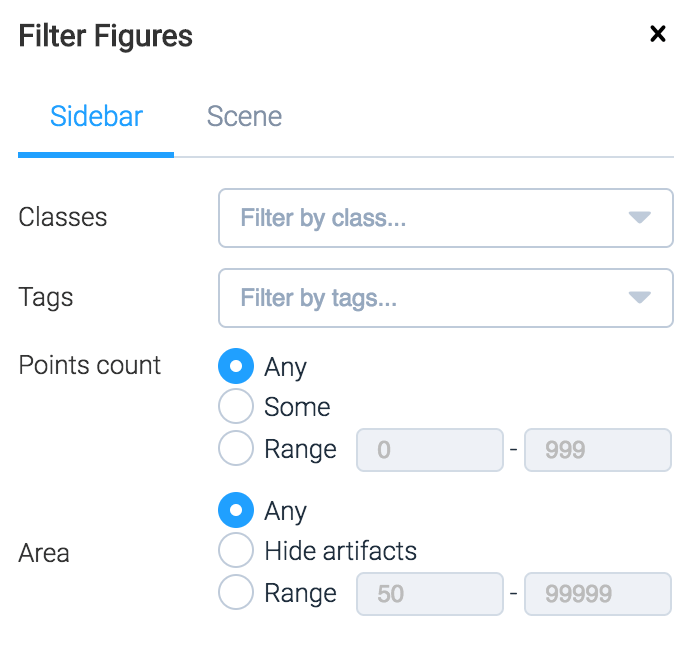 Filter Figures
Sidebar Scene
Classes Filter by class...
Tags Filter by tags...
Points count Any
Some
Range 0 - 999
Any
Area Hide artifacts
Range 50 - 99999